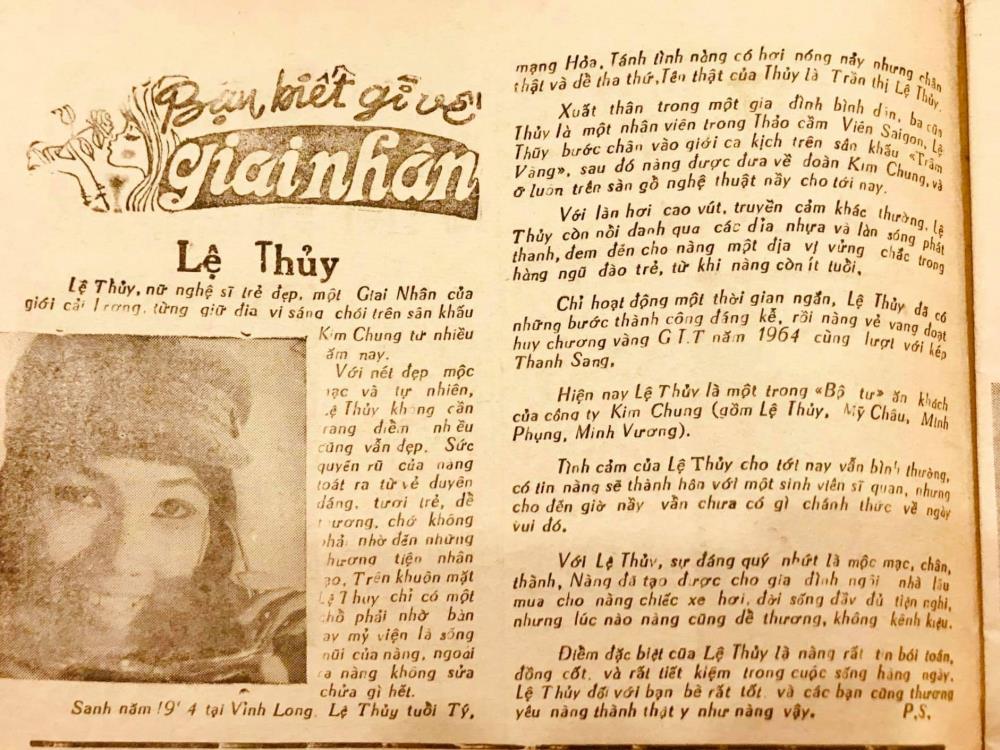 Bạn biết gì về
giai nhân
Lệ Thủy
Lệ Thủy, nữ nghệ sĩ trẻ đẹp, một Giai Nhân của
giới cải lương, từng giữ địa vị sáng chói trên sân khấu
Kim Chung từ nhiều
ăm nay.
Với nét đẹp mộc
ạc và tự nhiên,
Lệ Thủy không cần
rang điểm nhiều
cũng vẫn đẹp. Sức
quyến rũ của nàng
toát ra từ vẻ duyên
dáng, tươi trẻ, dễ
ương, chớ không
phải nhờ đến những
hương tiện nhân
ạo. Trên khuôn mặt
Lệ Thủy chỉ có một
hỗ phải nhờ bàn
ay mỹ viện là sống
mũi của nàng, ngoài
ra nàng không sửa
chữa gì hết.
Sanh năm 19 4 tại Vĩnh Long. Lệ Thủy tuổi Tỵ,
mạng Hỏa. Tánh tình nàng có hơi nóng nảy nhưng chân
thật và dễ tha thứ. Tên thật của Thủy là Trần thị Lệ Thủy.
Xuất thân trong một gia đình bình dân, ba của
Thủy là một nhân viên trong Thảo cầm Viên Saigon, Lệ
Thũy bước chân vào giới ca kịch trên sân khấu «Trâm
Vàng», sau đó nàng được đưa về đoàn Kim Chung, và
ở luôn trên sàn gỗ nghệ thuật nầy cho tới nay.
Với làn hơi cao vút, truyền cảm khác thường, Lệ
Thủy còn nổi danh qua các dĩa nhựa và làn sóng phát
thanh, đem đến cho nàng một địa vị vửng chắc trong
hàng ngũ đào trẻ, từ khi nàng còn ít tuổi.
Chỉ hoạt động một thời gian ngắn, Lệ Thủy đã có
những bước thành công đáng kể, rồi nàng vẻ vang đoạt
huy chương vàng G T.T năm 1964 cùng lượt với kép
Thanh Sang.
Hiện nay Lệ Thủy là một trong «Bộ tư» ăn khách
của công ty Kim Chung (gồm Lệ Thủy, Mỹ Châu, Minh
Phụng, Minh Vương).
Tình cảm của Lệ Thủy cho tới nay vẫn bình thường,
có tin nàng sẽ thành hôn với một sinh viên sĩ quan, nhưng
cho đến giờ nầy vẫn chưa có gì chánh thức về ngày
vui đó.
Với Lệ Thủy, sự đáng quý nhứt là mộc mạc, chân,
thành, Nàng đã tạo được cho gia đình ngôi nhà lầu
mua cho nàng chiếc xe hơi, đời sống đầy đủ tiện nghi,
nhưng lúc nào nàng cũng dễ thương, không kênh kiệu.
Điểm đặc biệt của Lệ Thủy là nàng rất tin bói toán,
đồng cốt, và rất tiết kiệm trong cuộc sống hàng ngày.
Lệ Thủy đối với bạn bè rất tốt và các bạn cũng thương
yêu nàng thành thật y như nàng vậy. P.S.